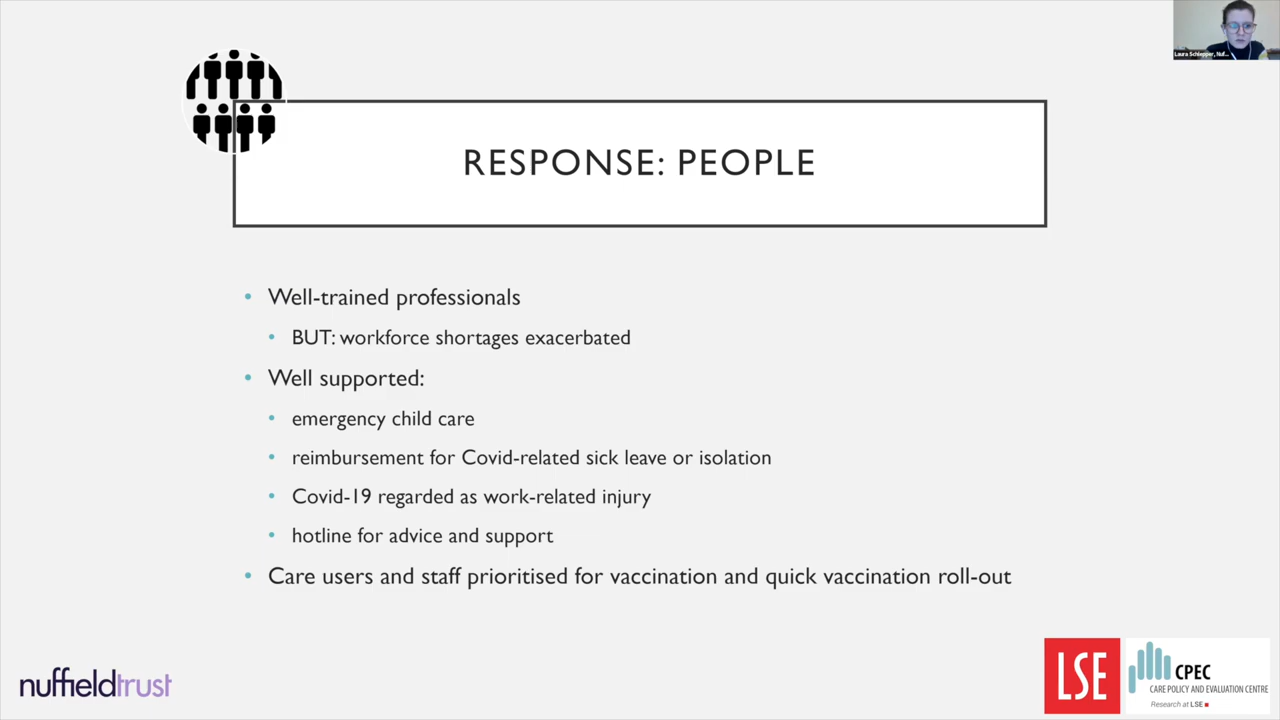 Laura Schlepper, Nuf...
RESPONSE: PEOPLE
Well-trained professionals
BUT: workforce shortages exacerbated
Well supported:
emergency child care
reimbursement for Covid-related sick leave or isolation
Covid-19 regarded as work-related injury
hotline for advice and support
Care users and staff prioritised for vaccination and quick vaccination roll-out
nuffieldtrust
LSE
CPEC
CARE POLICY AND EVALUATION CENTRE
Research at LSE